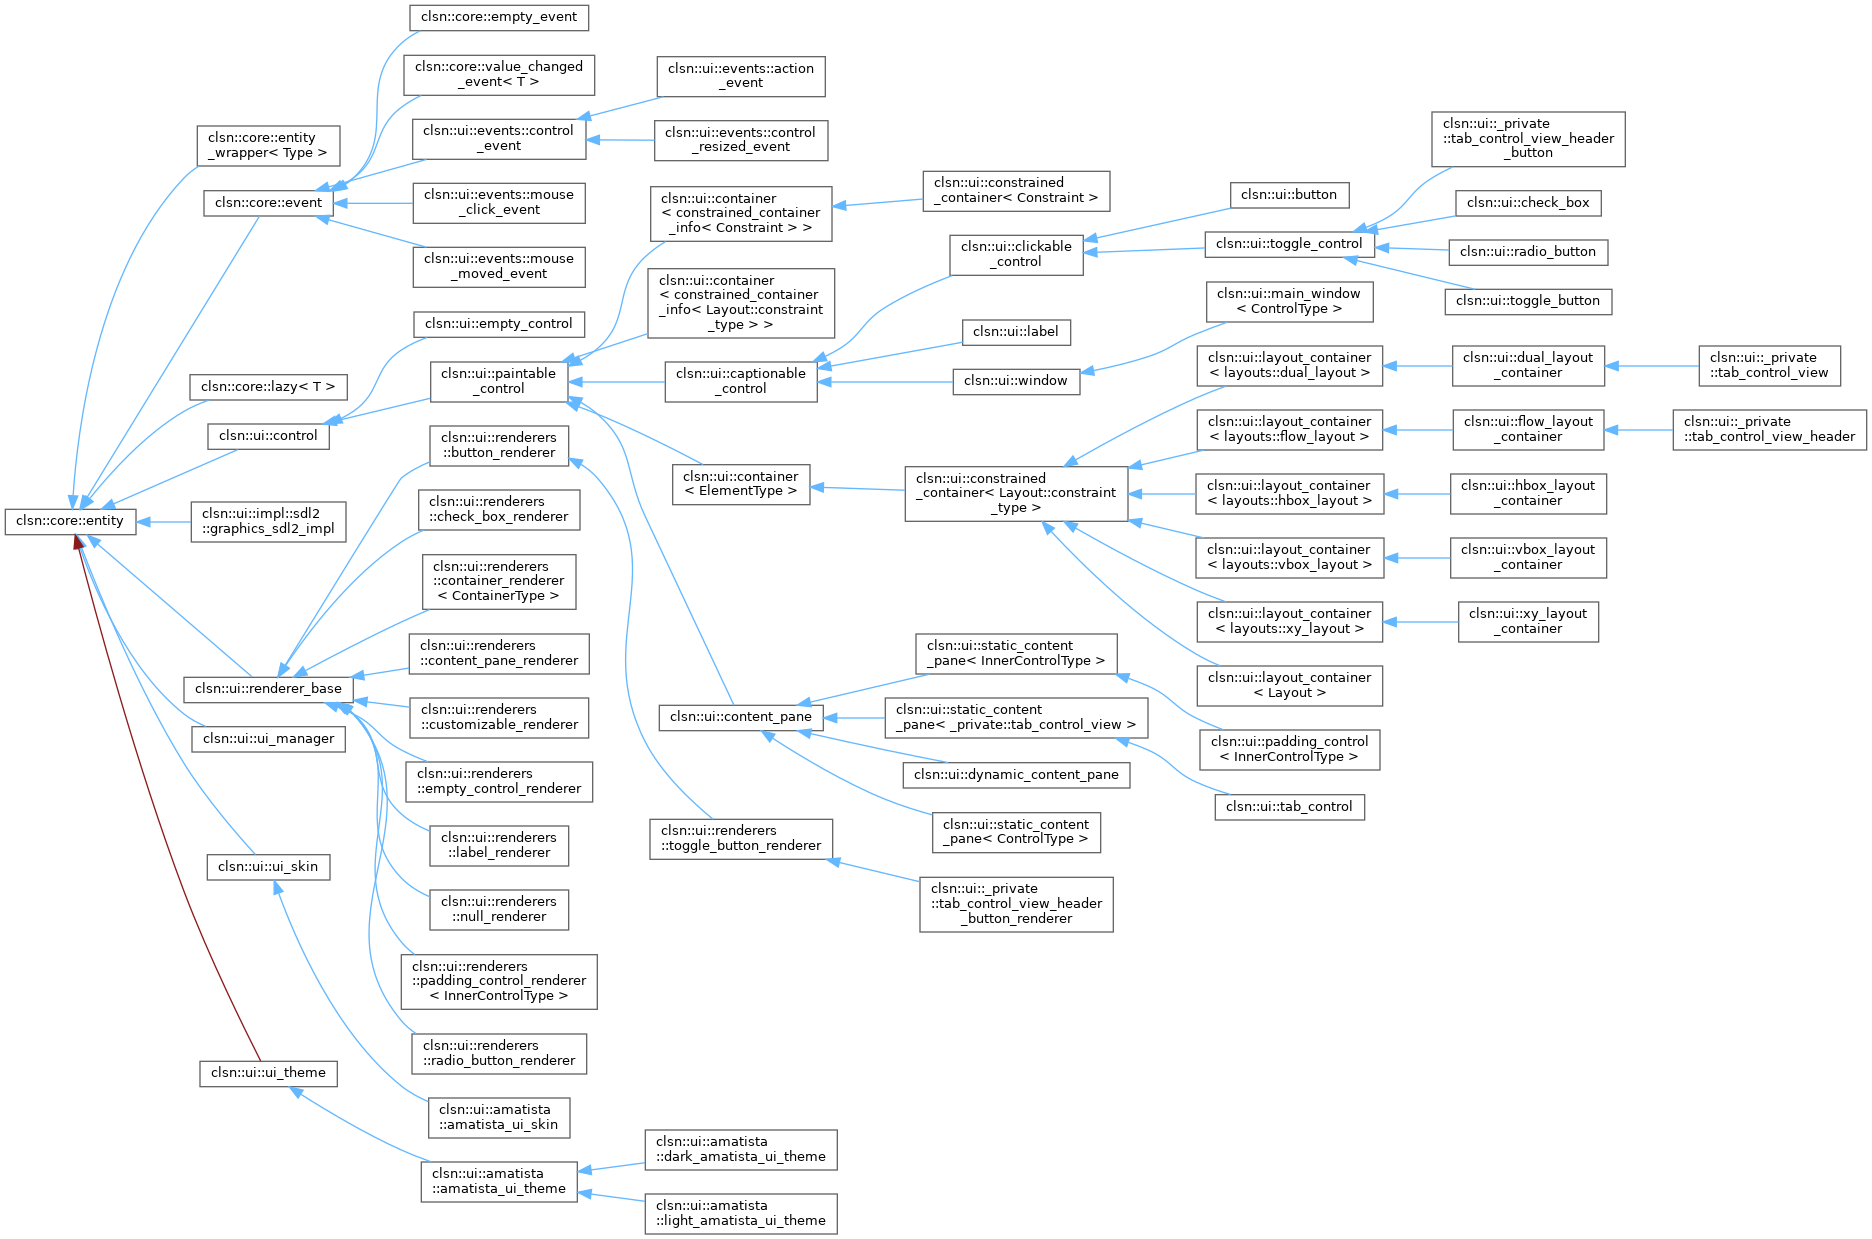 clsn::core::entity
clsn::core::entity
_wrapper< Type >
clsn::core::event
clsn::core::lazy< T >
clsn::ui::control
clsn::ui::impl::sdl2
::graphics_sdl2_impl
clsn::ui::renderer_base
clsn::ui::ui_manager
clsn::ui::ui_skin
clsn::ui::ui_theme
clsn::core::empty_event
clsn::core::value_changed
_event< T >
clsn::ui::events::control
_event
clsn::ui::events::mouse
_click_event
clsn::ui::events::mouse
_moved_event
clsn::ui::empty_control
clsn::ui::paintable
_control
clsn::ui::renderers
::button_renderer
clsn::ui::renderers
::check_box_renderer
clsn::ui::renderers
::container_renderer
< ContainerType >
clsn::ui::renderers
::content_pane_renderer
clsn::ui::renderers
::customizable_renderer
clsn::ui::renderers
::empty_control_renderer
clsn::ui::renderers
::label_renderer
clsn::ui::renderers
::null_renderer
clsn::ui::renderers
::padding_control_renderer
< InnerControlType >
clsn::ui::renderers
::radio_button_renderer
clsn::ui::amatista
::amatista_ui_skin
clsn::ui::amatista
::amatista_ui_theme
clsn::ui::events::action
_event
clsn::ui::events::control
_resized_event
clsn::ui::container
< constrained_container
_info< Constraint > >
clsn::ui::container
< constrained_container
_info< Layout::constraint
_type > >
clsn::ui::captionable
_control
clsn::ui::container
< ElementType >
clsn::ui::content_pane
clsn::ui::renderers
::toggle_button_renderer
clsn::ui::amatista
::dark_amatista_ui_theme
clsn::ui::amatista
::light_amatista_ui_theme
clsn::ui::constrained
_container< Constraint >
clsn::ui::clickable
_control
clsn::ui::label
clsn::ui::window
clsn::ui::constrained
_container< Layout::constraint
_type >
clsn::ui::static_content
_pane< InnerControlType >
clsn::ui::static_content
_pane< _private::tab_control_view >
clsn::ui::dynamic_content_pane
clsn::ui::static_content
_pane< ControlType >
clsn::ui::_private
::tab_control_view_header
_button_renderer
clsn::ui::button
clsn::ui::toggle_control
clsn::ui::main_window
< ControlType >
clsn::ui::layout_container
< layouts::dual_layout >
clsn::ui::layout_container
< layouts::flow_layout >
clsn::ui::layout_container
< layouts::hbox_layout >
clsn::ui::layout_container
< layouts::vbox_layout >
clsn::ui::layout_container
< layouts::xy_layout >
clsn::ui::layout_container
< Layout >
clsn::ui::padding_control
< InnerControlType >
clsn::ui::tab_control
clsn::ui::_private
::tab_control_view_header
_button
clsn::ui::check_box
clsn::ui::radio_button
clsn::ui::toggle_button
clsn::ui::dual_layout
_container
clsn::ui::flow_layout
_container
clsn::ui::hbox_layout
_container
clsn::ui::vbox_layout
_container
clsn::ui::xy_layout
_container
clsn::ui::_private
::tab_control_view
clsn::ui::_private
::tab_control_view_header